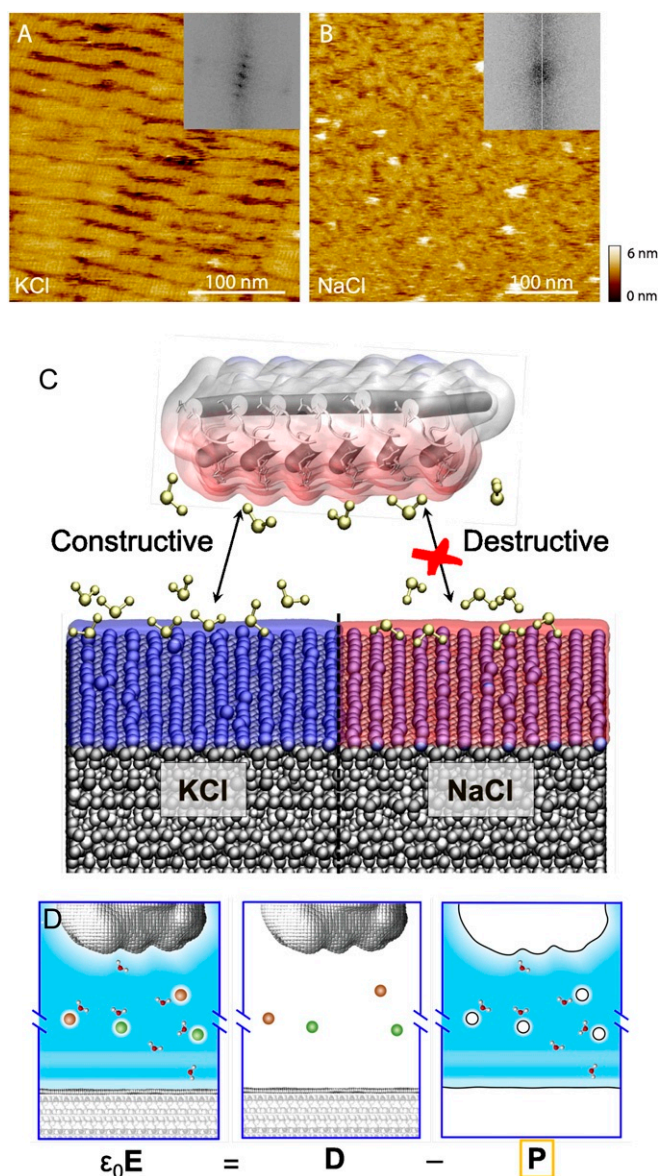 A
B
KCl
100 nm
NaCl
100 nm
6 nm
0 nm
C
Constructive
Destructive
KCl
NaCl
D
ε₀E = D − P